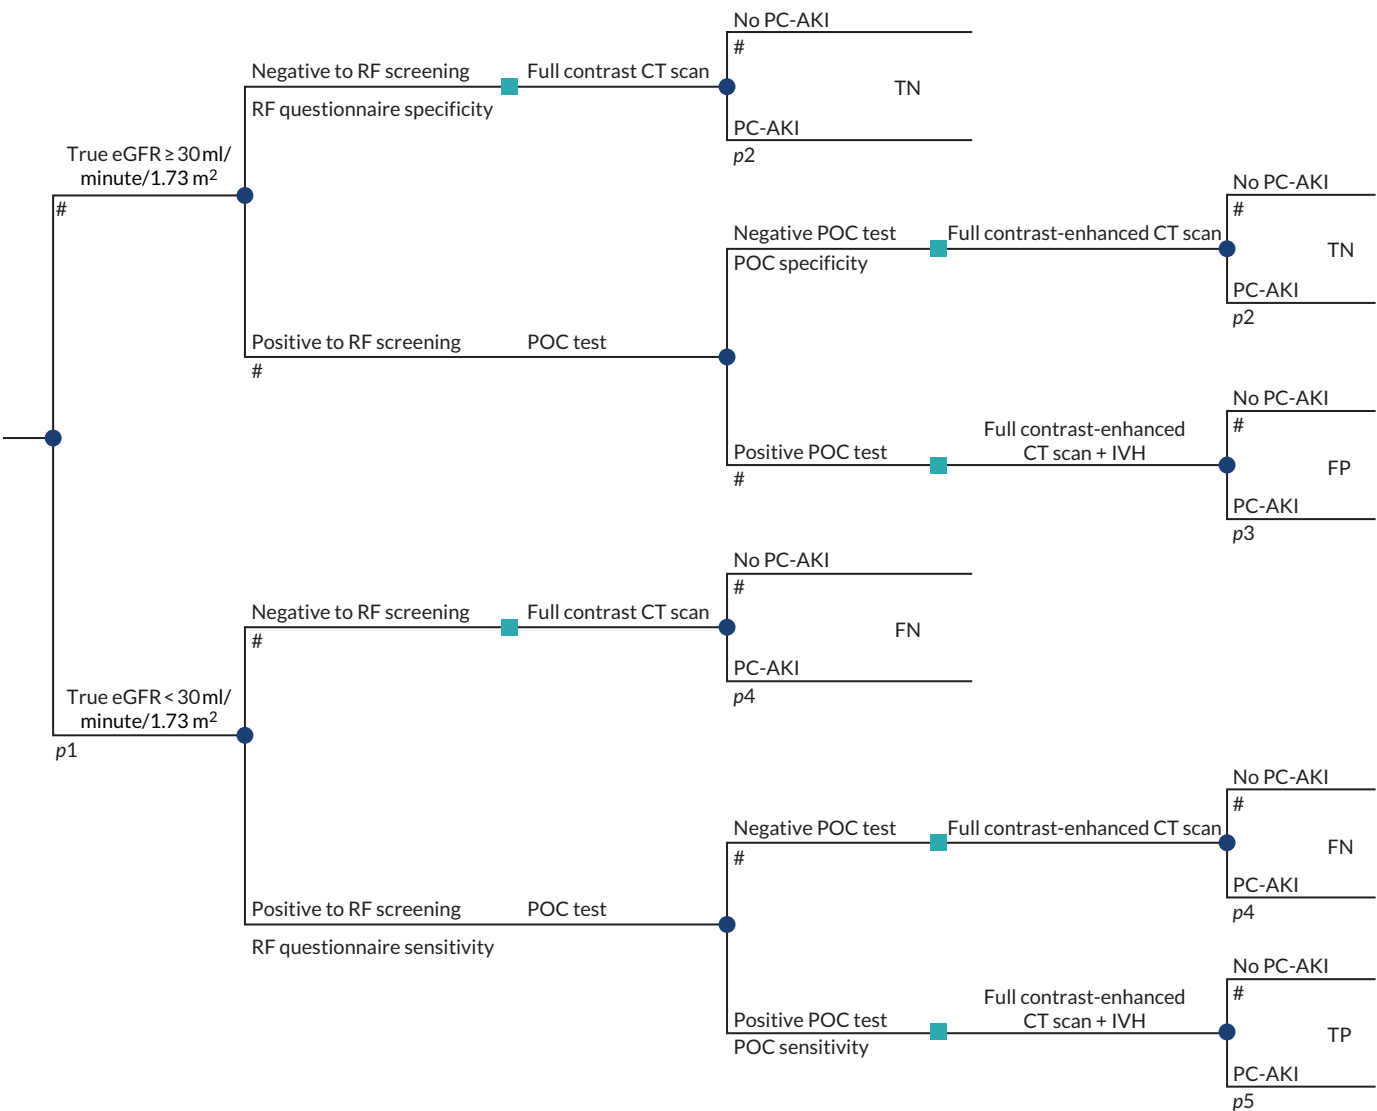 No PC-AKI
#
TN
PC-AKI
p2
Negative to RF screening
Full contrast CT scan
RF questionnaire specificity
True eGFR ≥ 30 ml/
minute/1.73 m²
#
Positive to RF screening
POC test
#
Negative POC test
Full contrast-enhanced CT scan
POC specificity
No PC-AKI
#
TN
PC-AKI
p2
Positive POC test
Full contrast-enhanced
CT scan + IVH
#
No PC-AKI
#
FP
PC-AKI
p3
True eGFR < 30 ml/
minute/1.73 m²
p1
Negative to RF screening
Full contrast CT scan
#
No PC-AKI
#
FN
PC-AKI
p4
Positive to RF screening
POC test
RF questionnaire sensitivity
Negative POC test
Full contrast-enhanced CT scan
#
No PC-AKI
#
FN
PC-AKI
p4
Positive POC test
Full contrast-enhanced
CT scan + IVH
POC sensitivity
No PC-AKI
#
TP
PC-AKI
p5